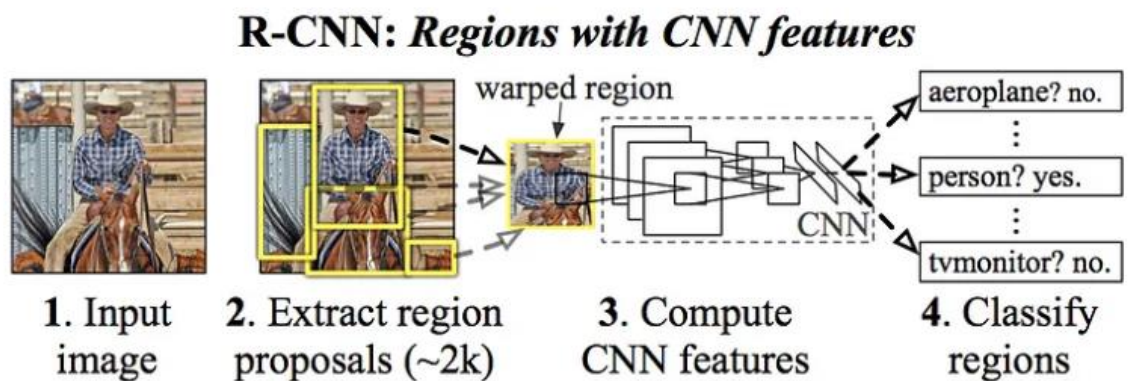 R-CNN: Regions with CNN features
warped region
aeroplane? no.
person? yes.
CNN
tvmonitor? no.
1. Input
image
2. Extract region
proposals (~2k)
3. Compute
CNN features
4. Classify
regions